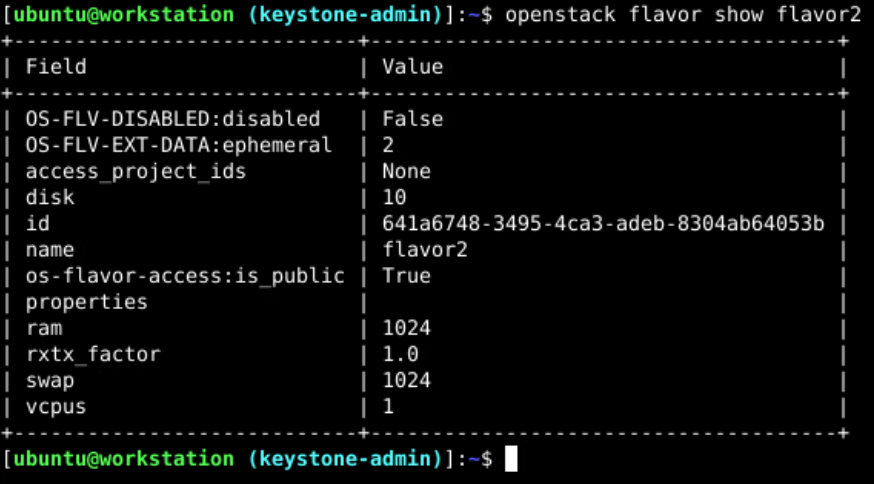 [ubuntu@workstation (keystone-admin)]:~$ openstack flavor show flavor2
+-----------------------------+--------------------------------------+
| Field                       | Value                                |
+-----------------------------+--------------------------------------+
| OS-FLV-DISABLED:disabled    | False                                |
| OS-FLV-EXT-DATA:ephemeral   | 2                                    |
| access_project_ids          | None                                 |
| disk                        | 10                                   |
| id                          | 641a6748-3495-4ca3-adeb-8304ab64053b |
| name                        | flavor2                              |
| os-flavor-access:is_public  | True                                 |
| properties                  |                                      |
| ram                         | 1024                                 |
| rxtx_factor                 | 1.0                                  |
| swap                        | 1024                                 |
| vcpus                       | 1                                    |
+-----------------------------+--------------------------------------+
[ubuntu@workstation (keystone-admin)]:~$